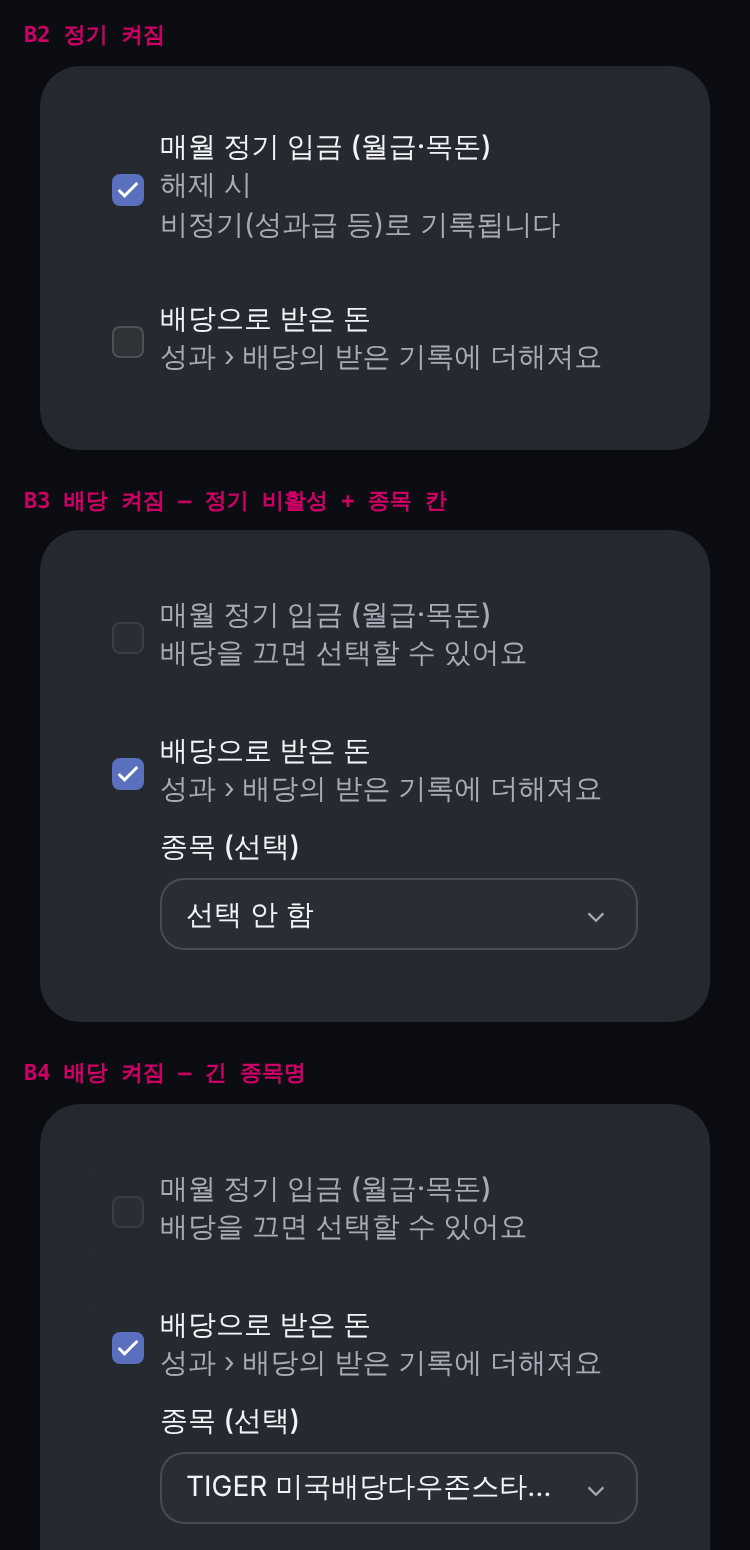 B2 정기 켜짐
매월 정기 입금 (월급·목돈)
해제 시
비정기(성과급 등)로 기록됩니다
배당으로 받은 돈
성과 › 배당의 받은 기록에 더해져요
B3 배당 켜짐 — 정기 비활성 + 종목 칸
매월 정기 입금 (월급·목돈)
배당을 끄면 선택할 수 있어요
배당으로 받은 돈
성과 › 배당의 받은 기록에 더해져요
종목 (선택)
선택 안 함
B4 배당 켜짐 — 긴 종목명
매월 정기 입금 (월급·목돈)
배당을 끄면 선택할 수 있어요
배당으로 받은 돈
성과 › 배당의 받은 기록에 더해져요
종목 (선택)
TIGER 미국배당다우존스타...